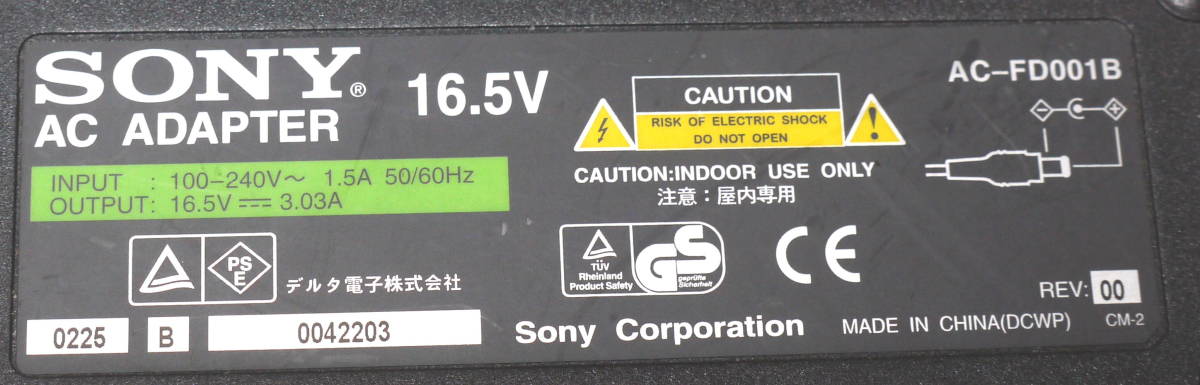 SONY®
AC ADAPTER
16.5V
INPUT : 100-240V~ 1.5A 50/60Hz
OUTPUT: 16.5V⎓3.03A
PS
E
デルタ電子株式会社
0225 B 0042203
CAUTION
RISK OF ELECTRIC SHOCK
DO NOT OPEN
CAUTION:INDOOR USE ONLY
注意：屋内専用
TÜV
Rheinland
Product Safety
GS
geprüfte
Sicherheit
CE
Sony Corporation
AC-FD001B
REV: 00
MADE IN CHINA(DCWP) CM-2